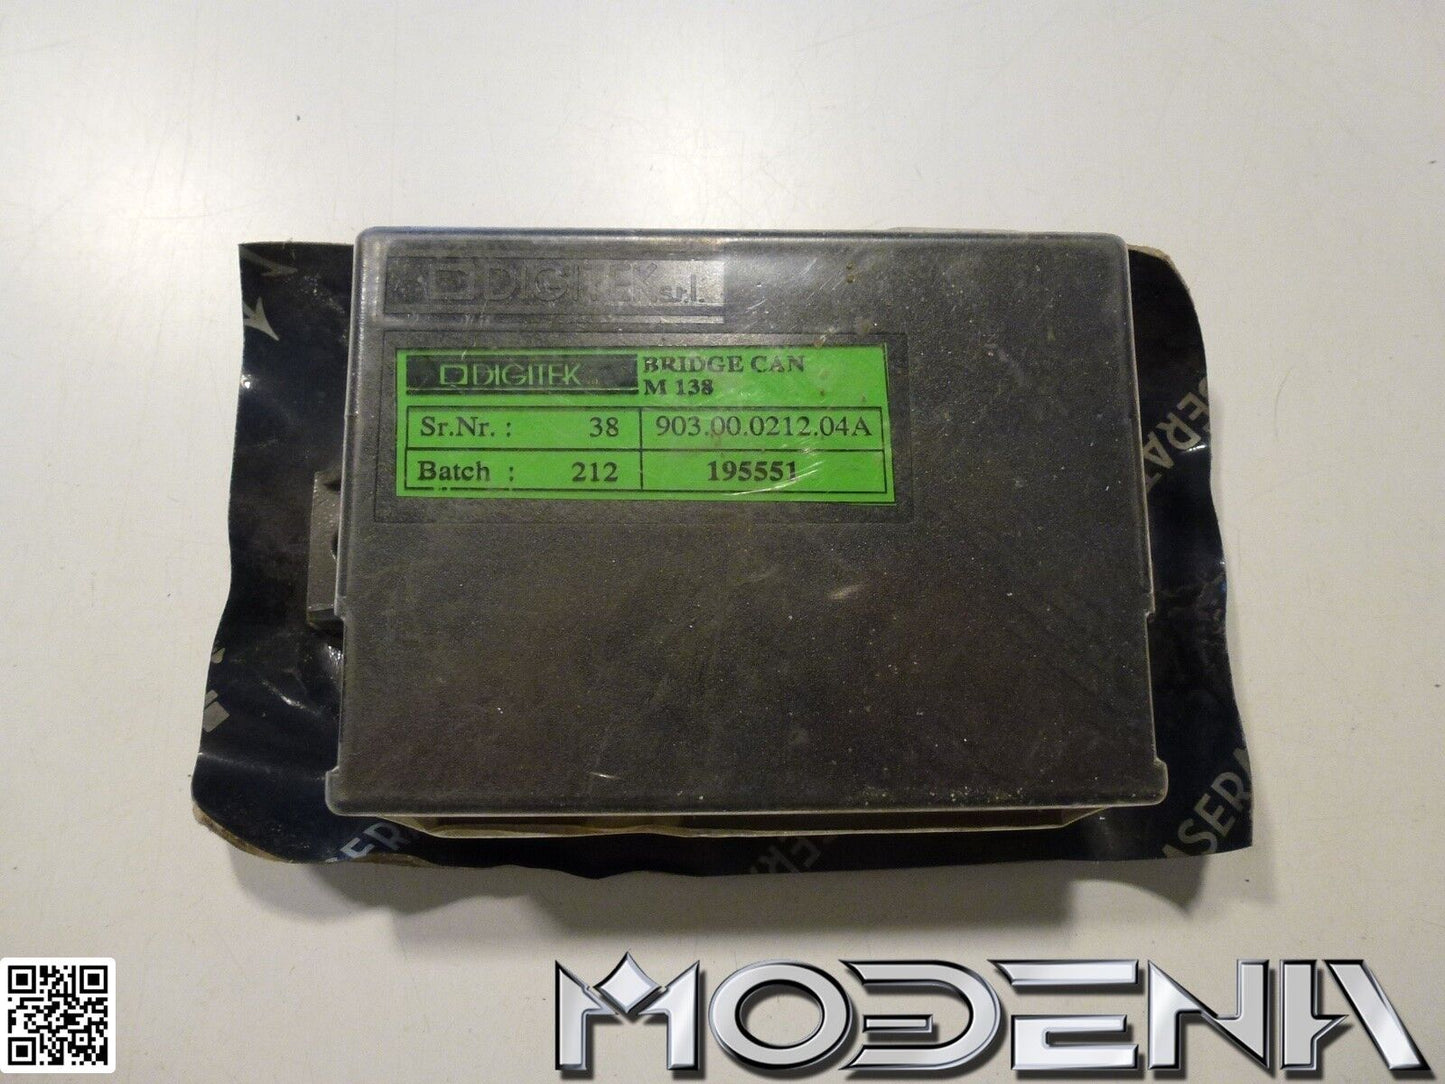 DIGITEK s.r.l.
DIGITEK
BRIDGE CAN
M 138
Sr.Nr. : 38 903.00.0212.04A
Batch : 212 195551
MODENA